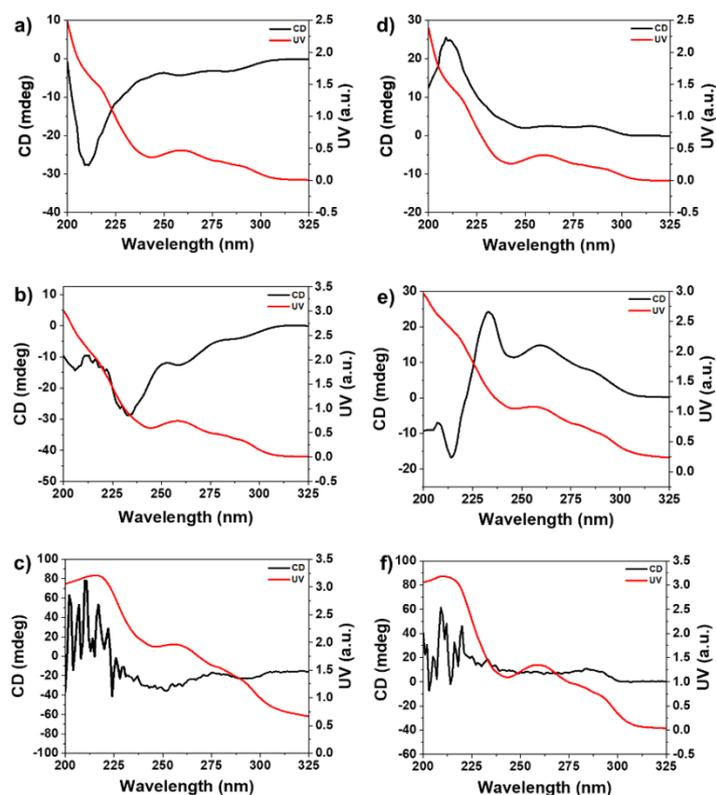 a)
CD
UV
10
0
-10
-20
-30
-40
CD (mdeg)
2.5
2.0
1.5
1.0
0.5
0.0
-0.5
UV (a.u.)
200 225 250 275 300 325
Wavelength (nm)
d)
CD
UV
30
20
10
0
-10
-20
CD (mdeg)
2.5
2.0
1.5
1.0
0.5
0.0
-0.5
UV (a.u.)
200 225 250 275 300 325
Wavelength (nm)
b)
CD
UV
10
0
-10
-20
-30
-40
-50
CD (mdeg)
3.5
3.0
2.5
2.0
1.5
1.0
0.5
0.0
-0.5
UV (a.u.)
200 225 250 275 300 325
Wavelength (nm)
e)
CD
UV
30
20
10
0
-10
-20
CD (mdeg)
3.0
2.5
2.0
1.5
1.0
0.5
0.0
UV (a.u.)
200 225 250 275 300 325
Wavelength (nm)
c)
CD
UV
100
80
60
40
20
0
-20
-40
-60
-80
-100
CD (mdeg)
3.5
3.0
2.5
2.0
1.5
1.0
0.5
0.0
UV (a.u.)
200 225 250 275 300 325
Wavelength (nm)
f)
CD
UV
100
80
60
40
20
0
-20
-40
-60
CD (mdeg)
3.5
3.0
2.5
2.0
1.5
1.0
0.5
0.0
-0.5
UV (a.u.)
200 225 250 275 300 325
Wavelength (nm)